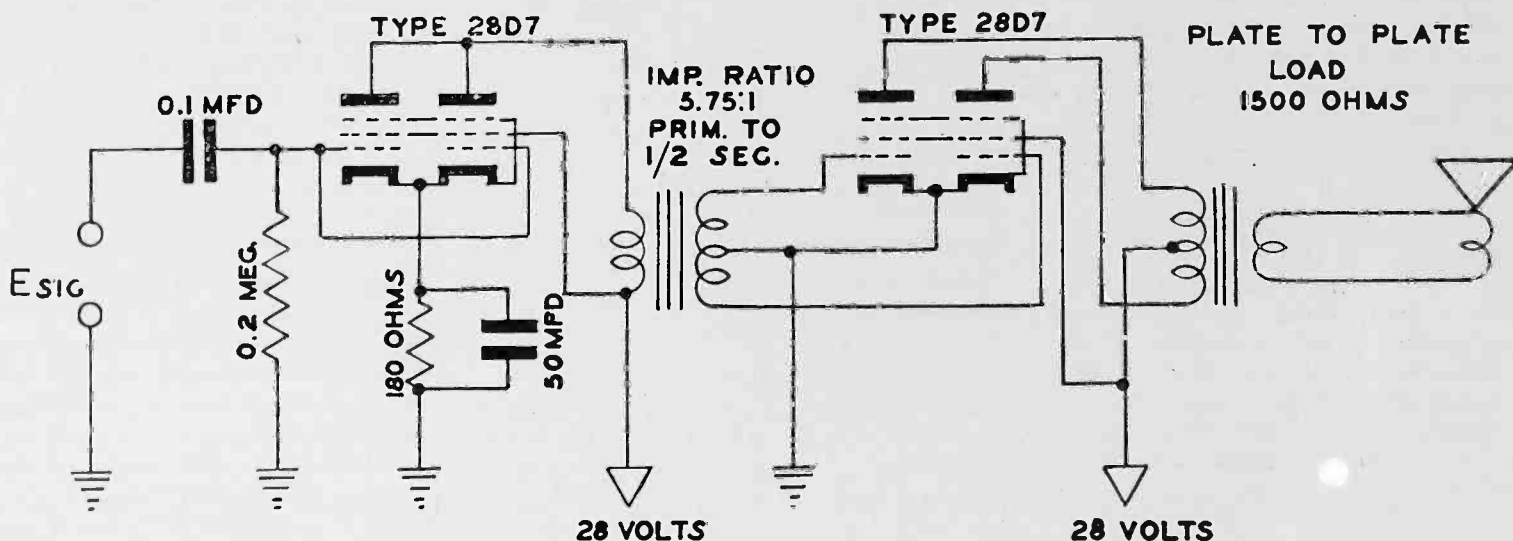 TYPE 28D7
TYPE 28D7
PLATE TO PLATE
LOAD
1500 OHMS
IMP. RATIO
5.75:1
PRIM. TO
1/2 SEC.
0.1 MFD
ESIG
0.2 MEG.
180 OHMS
50 MFD
28 VOLTS
28 VOLTS